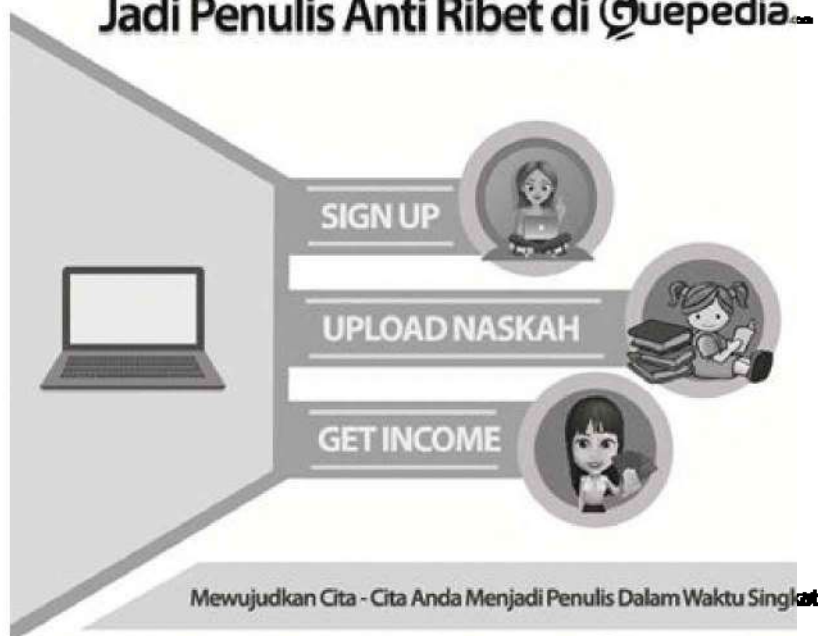 Jadi Penulis Anti Ribet di Guepedia
SIGN UP
UPLOAD NASKAH
GET INCOME
Mewujudkan Cita - Cita Anda Menjadi Penulis Dalam Waktu Singkat